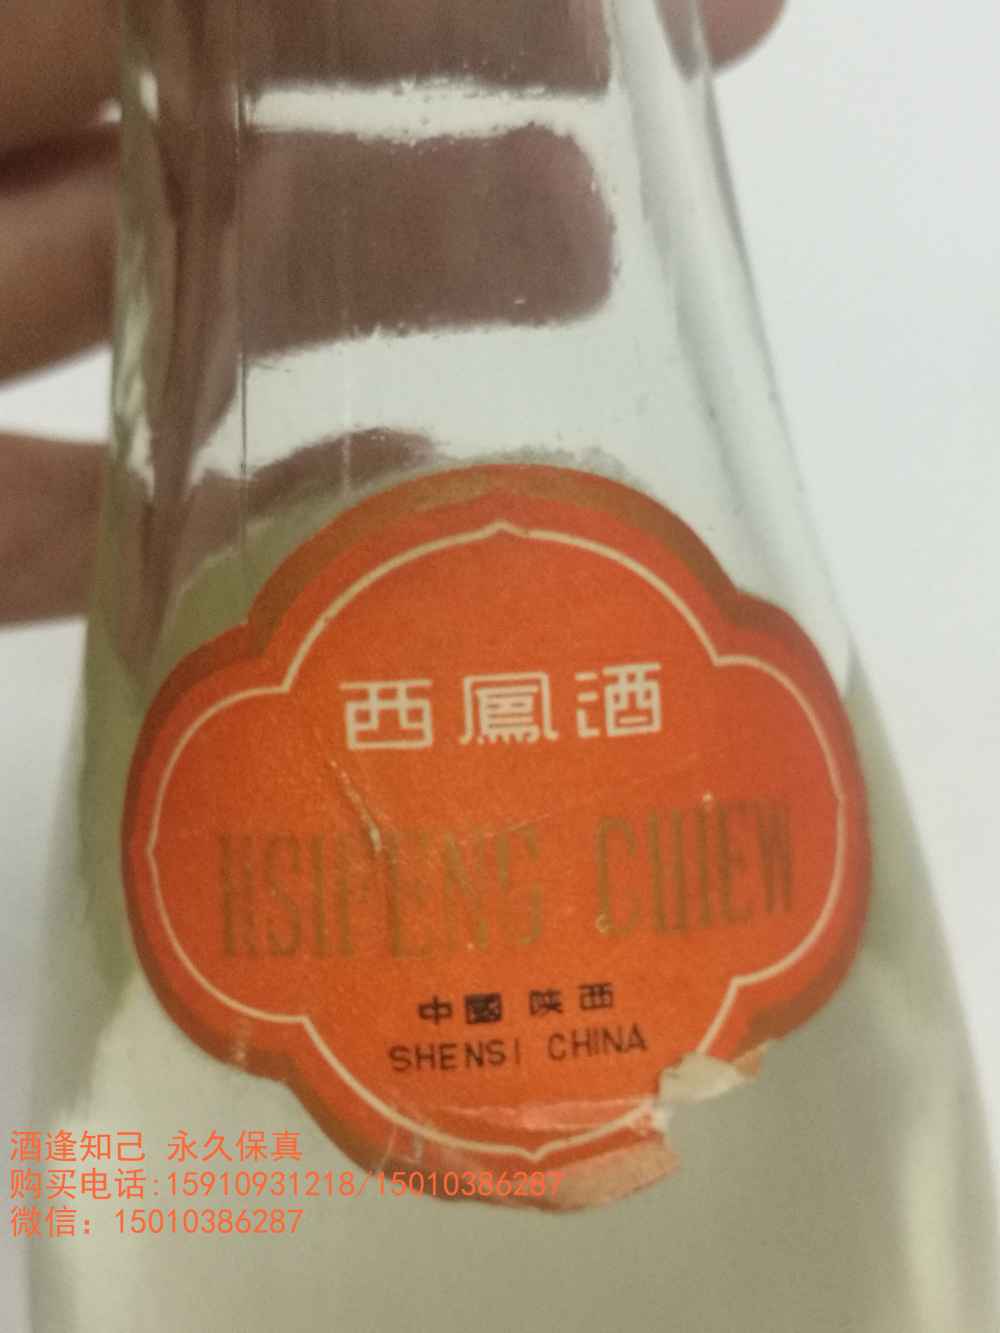 西鳳酒
HSIFENG CHIEW
中國 陕西
SHENSI CHINA
酒逢知己 永久保真
购买电话:15910931218/15010386287
微信：15010386287